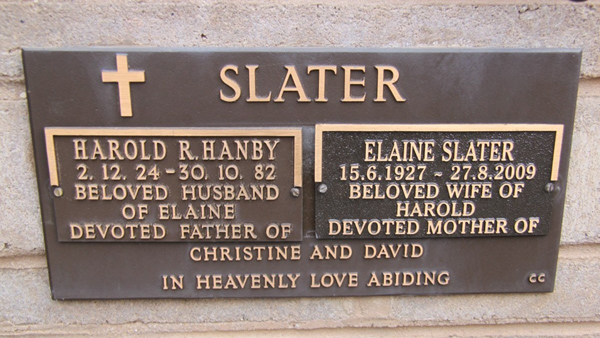 SLATER
HAROLD R. HANBY
2. 12. 24 - 30. 10. 82
BELOVED HUSBAND
OF ELAINE
DEVOTED FATHER OF
ELAINE SLATER
15.6.1927 ~ 27.8.2009
BELOVED WIFE OF
HAROLD
DEVOTED MOTHER OF
CHRISTINE AND DAVID
IN HEAVENLY LOVE ABIDING
CC